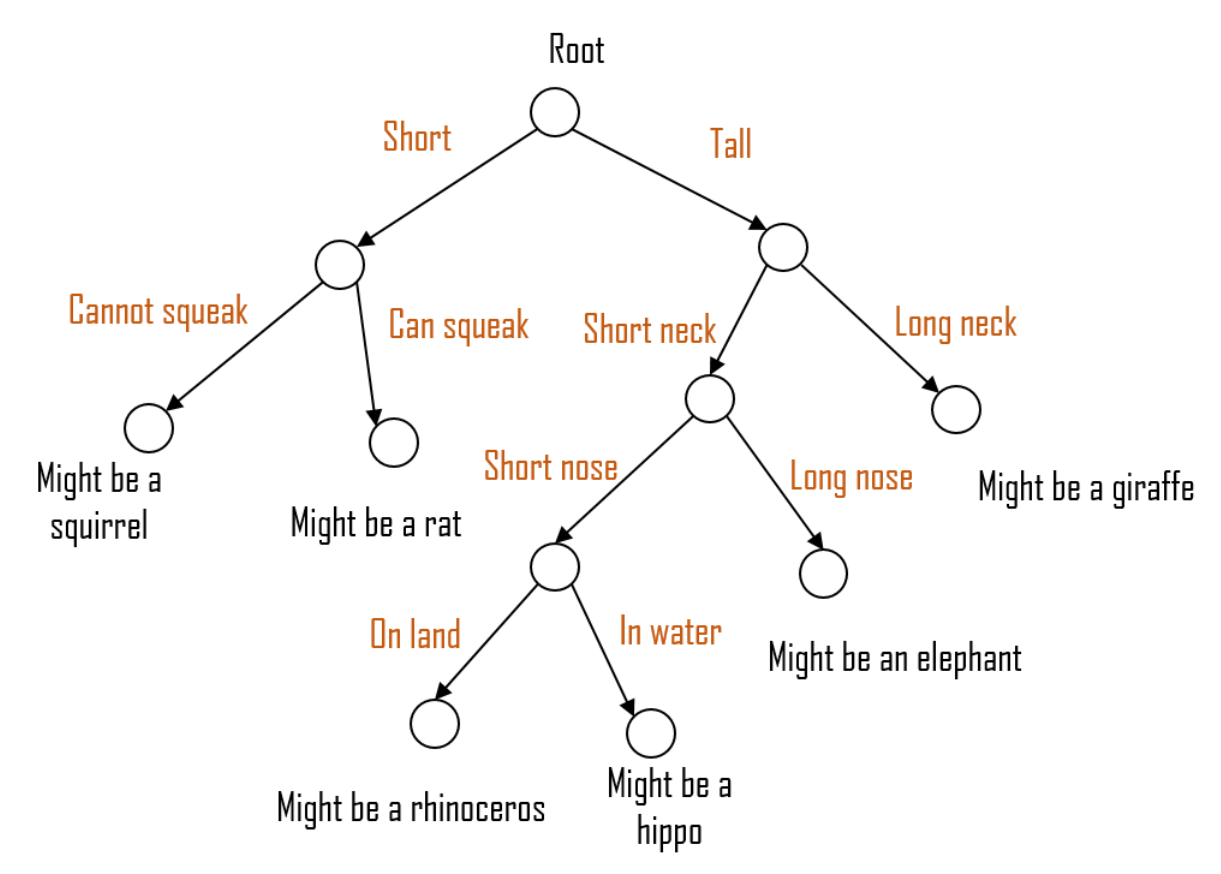 Root
Short
Tall
Cannot squeak
Can squeak
Short neck
Long neck
Might be a
squirrel
Might be a rat
Short nose
Long nose
Might be a giraffe
On land
In water
Might be an elephant
Might be a rhinoceros
Might be a
hippo